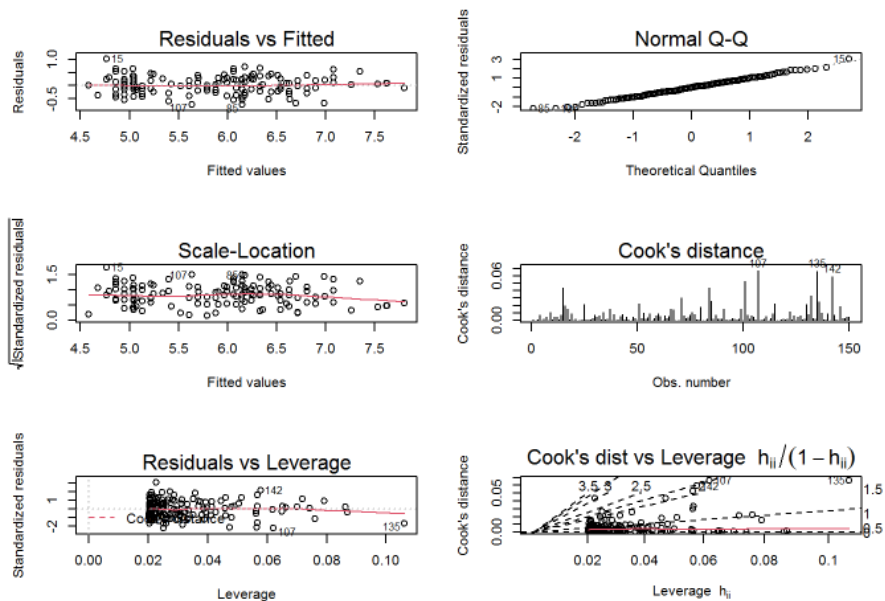 Residuals vs Fitted
Residuals
1.0
-0.5
15
107
85
4.5 5.0 5.5 6.0 6.5 7.0 7.5
Fitted values
Normal Q-Q
Standardized residuals
3
1
-2
15
85
-2 -1 0 1 2
Theoretical Quantiles
Scale-Location
√|Standardized residuals|
1.5
0.0
15
107
4.5 5.0 5.5 6.0 6.5 7.0 7.5
Fitted values
Cook's distance
Cook's distance
0.06
0.00
107
135
142
0 50 100 150
Obs. number
Residuals vs Leverage
Standardized residuals
1
-2
142
107
135
Cook's distance
0.00 0.02 0.04 0.06 0.08 0.10
Leverage
Cook's dist vs Leverage hii/(1 − hii)
Cook's distance
0.05
0.00
3.5 3 2.5
142
107
135
1.5
1
0.5
0
0 0.02 0.04 0.06 0.08 0.1
Leverage hii